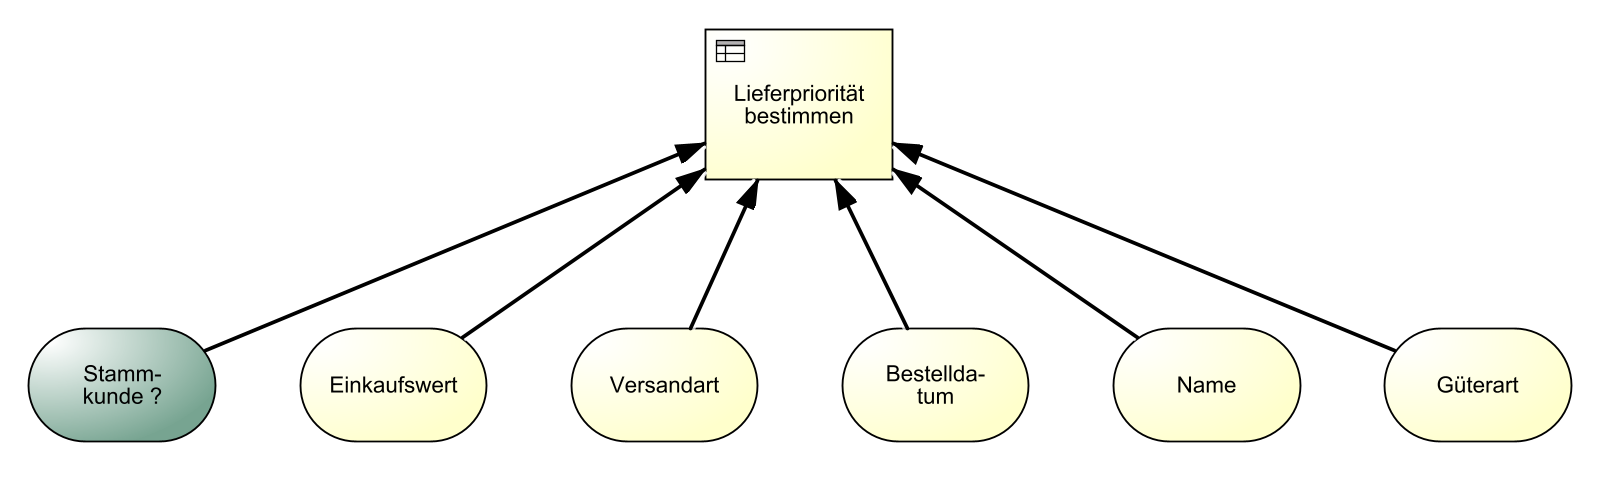 Lieferpriorität
bestimmen
Stamm-
kunde ?
Einkaufswert
Versandart
Bestellda-
tum
Name
Güterart